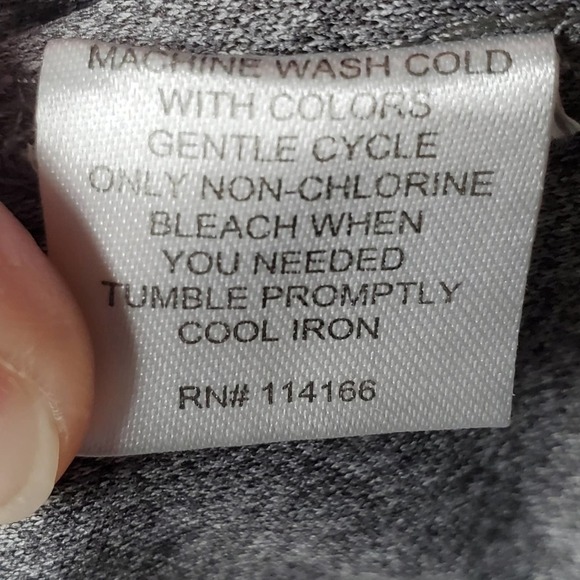 MACHINE WASH COLD
WITH COLORS
GENTLE CYCLE
ONLY NON-CHLORINE
BLEACH WHEN
YOU NEEDED
TUMBLE PROMPTLY
COOL IRON
RN# 114166